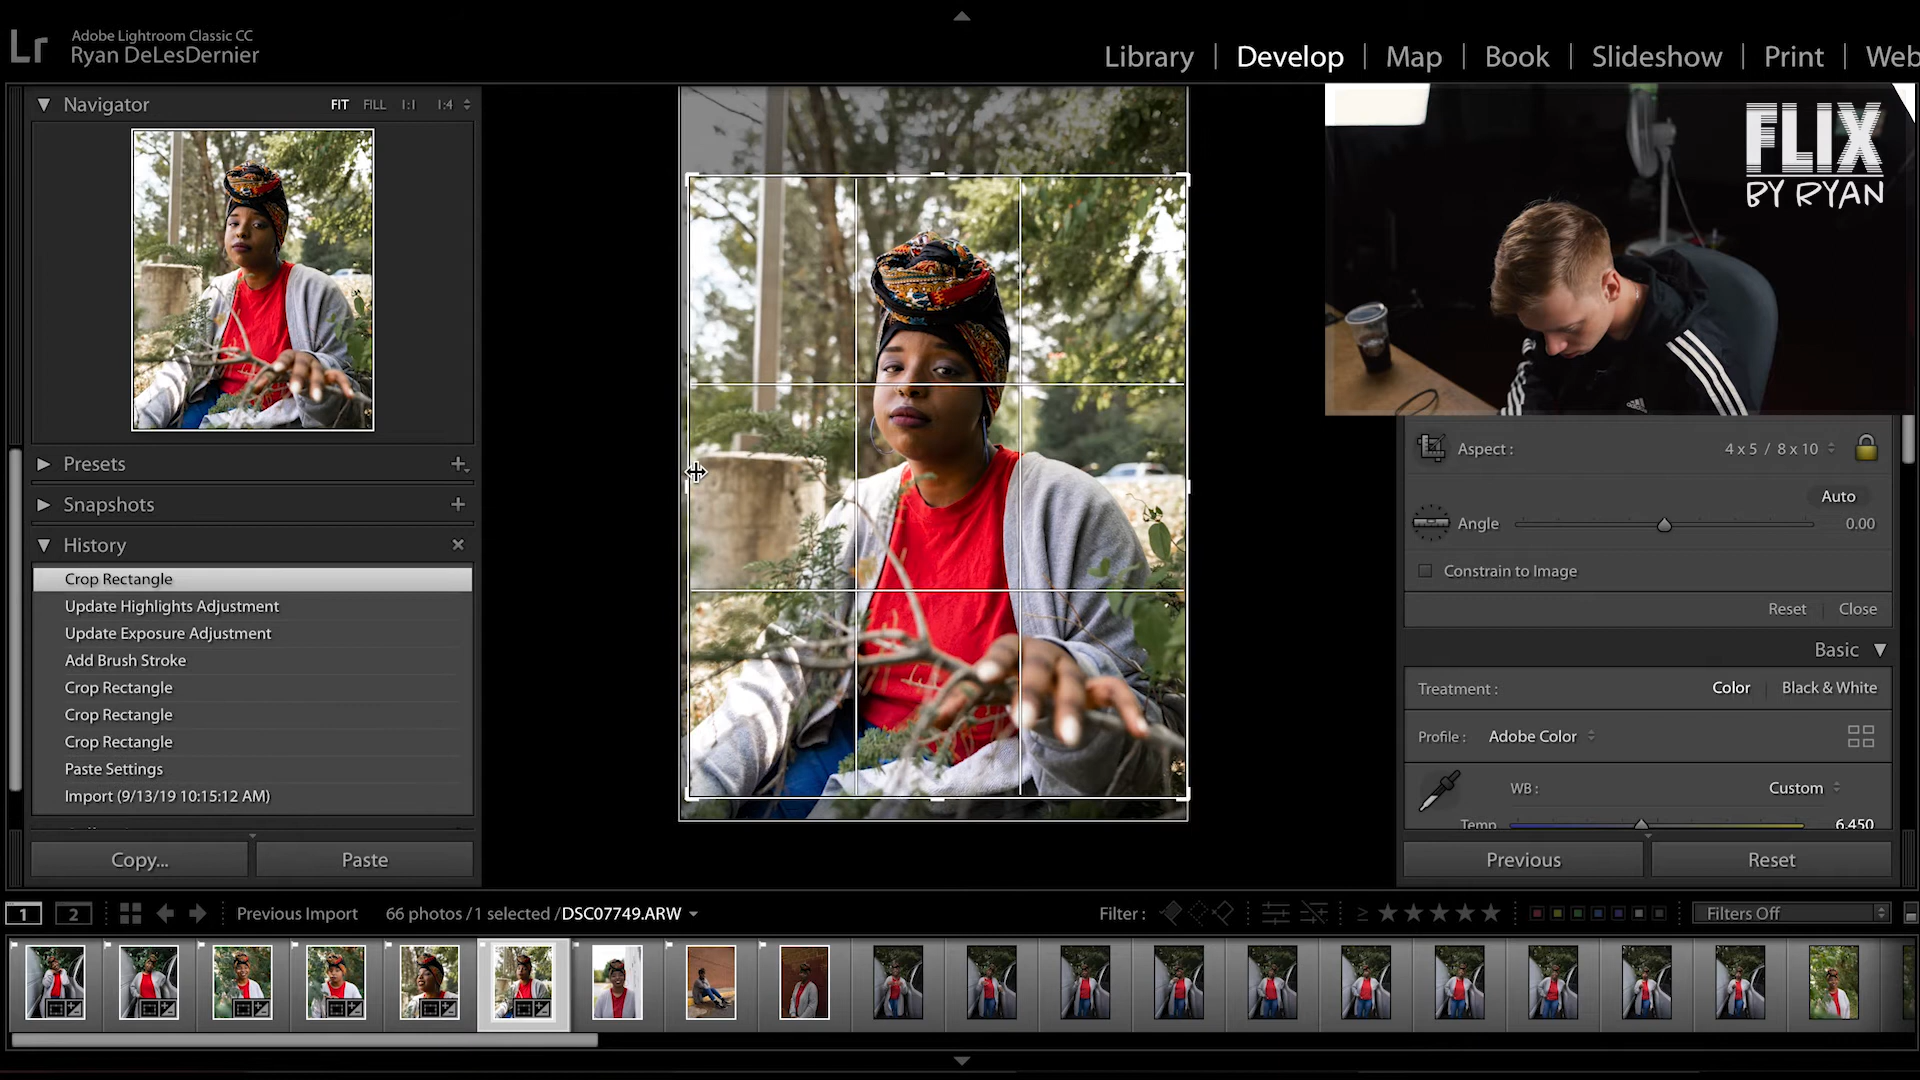 Lr
Adobe Lightroom Classic CC
Ryan DeLesDernier
Library | Develop | Map | Book | Slideshow | Print | Web
Navigator FIT FILL 1:1 1:4
FLIX
BY RYAN
Presets
Snapshots
History
Crop Rectangle
Update Highlights Adjustment
Update Exposure Adjustment
Add Brush Stroke
Crop Rectangle
Crop Rectangle
Crop Rectangle
Paste Settings
Import (9/13/19 10:15:12 AM)
Copy... Paste
Aspect : 4 x 5 / 8 x 10
Auto
Angle 0.00
Constrain to Image
Reset Close
Basic
Treatment : Color Black & White
Profile : Adobe Color
WB : Custom
Temp 6,450
Previous Reset
1 2 Previous Import 66 photos / 1 selected / DSC07749.ARW Filter : ≥ Filters Off